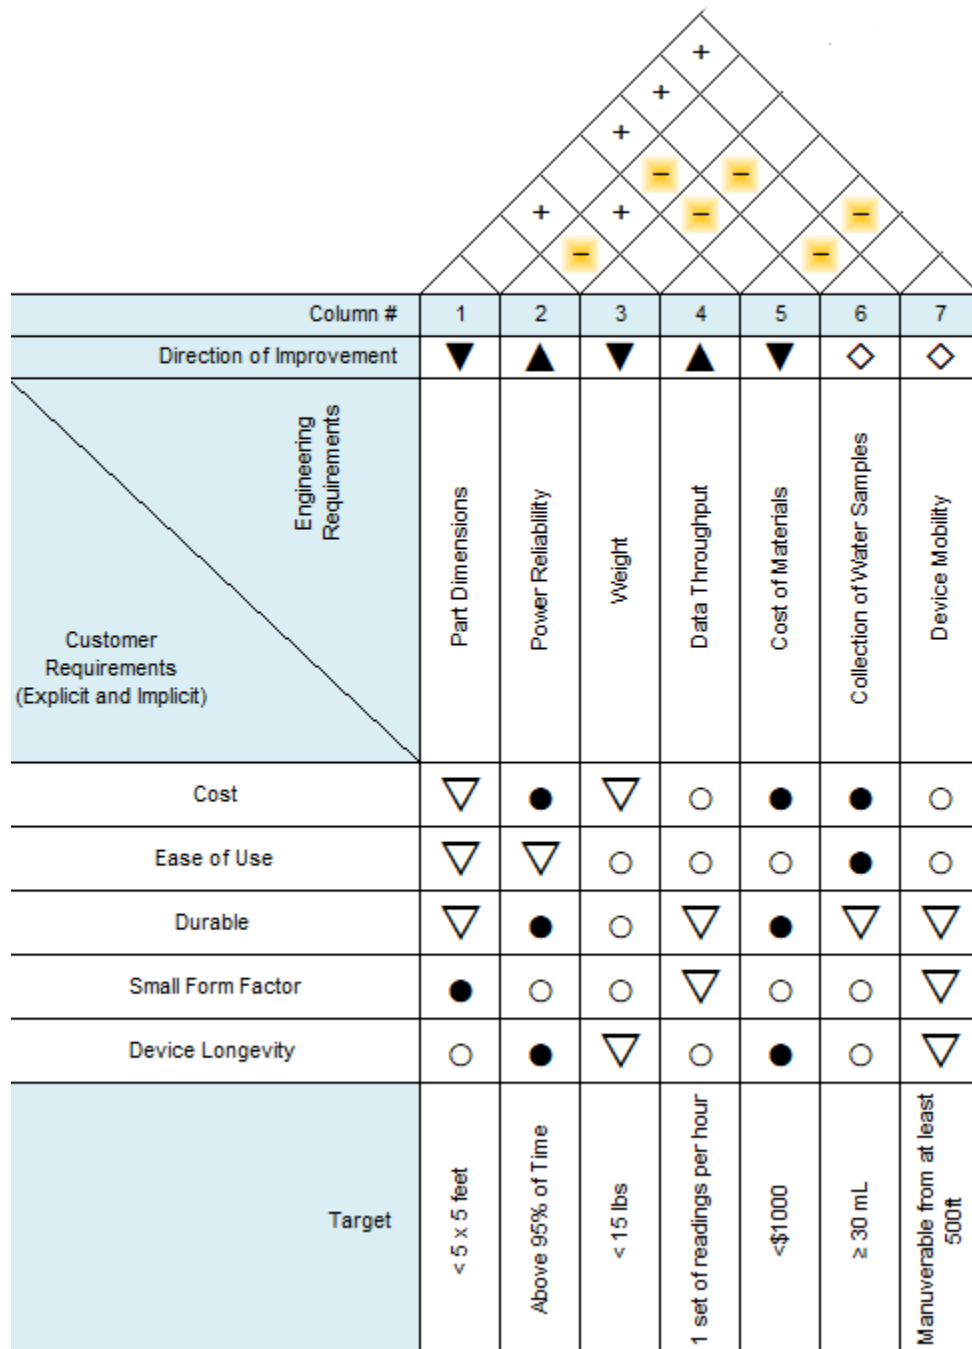 +
+
+
− −
+ + − −
− −
Column # 1 2 3 4 5 6 7
Direction of Improvement ▼ ▲ ▼ ▲ ▼ ◇ ◇
Engineering
Requirements
Customer
Requirements
(Explicit and Implicit)
Part Dimensions
Power Reliablility
Weight
Data Throughput
Cost of Materials
Collection of Water Samples
Device Mobility
Cost ▽ ● ▽ ○ ● ● ○
Ease of Use ▽ ▽ ○ ○ ○ ● ○
Durable ▽ ● ○ ▽ ● ▽ ▽
Small Form Factor ● ○ ○ ▽ ○ ○ ▽
Device Longevity ○ ● ▽ ○ ● ○ ▽
Target
< 5 x 5 feet
Above 95% of Time
< 15 lbs
1 set of readings per hour
<$1000
≥ 30 mL
Manuverable from at least
500ft